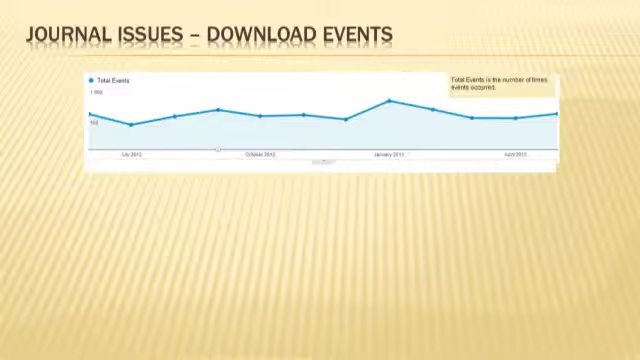 JOURNAL ISSUES – DOWNLOAD EVENTS
Total Events
Total Events is the number of times
events occurred.
July 2012
October 2012
January 2013
April 2013